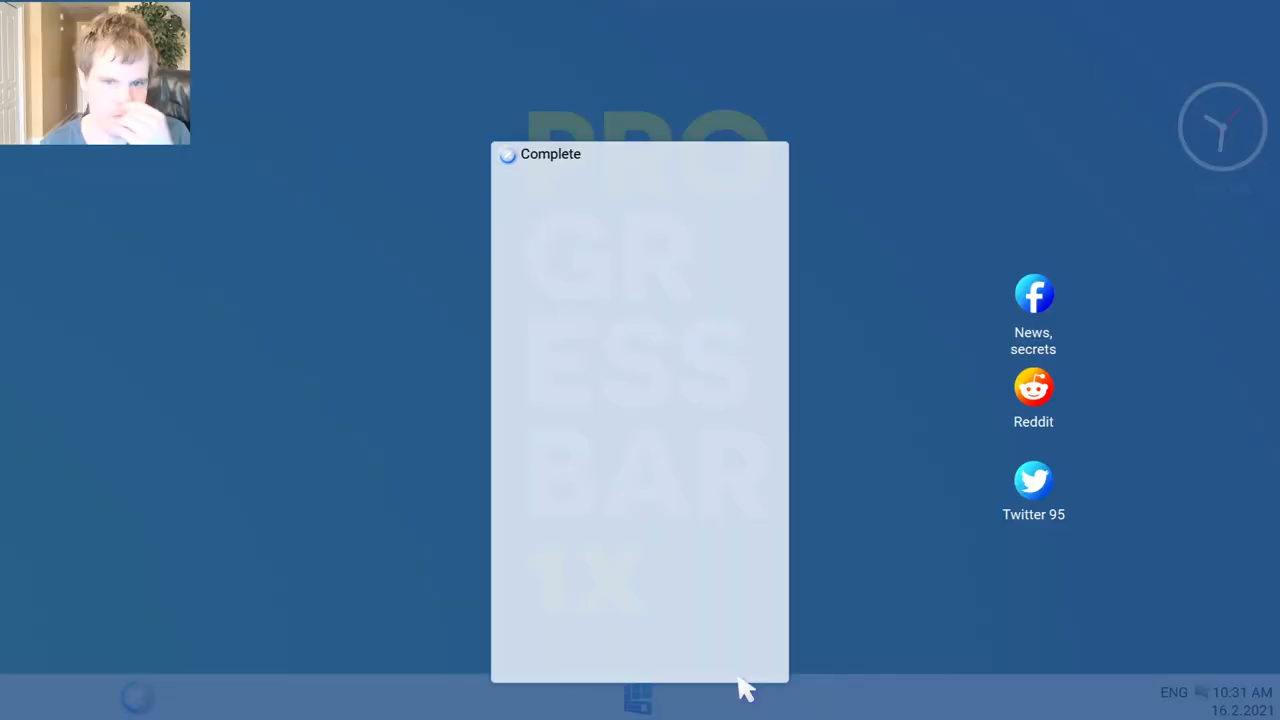 PRO
Complete
GR
ESS
BAR
1X
News,
secrets
Reddit
Twitter 95
ENG 10:31 AM
16.2.2021